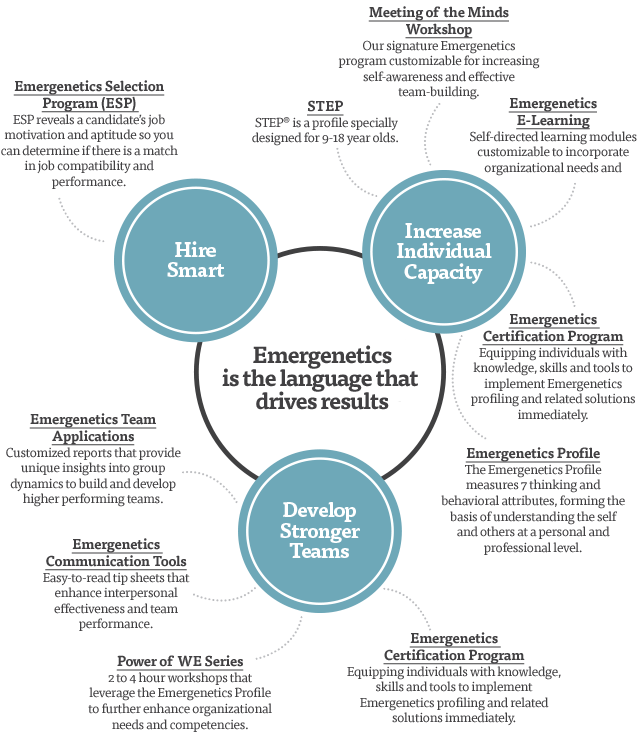 Meeting of the Minds
Workshop
Our signature Emergenetics
program customizable for increasing
self-awareness and effective
team-building.
Emergenetics Selection
Program (ESP)
ESP reveals a candidate's job
motivation and aptitude so you
can determine if there is a match
in job compatibility and
performance.
STEP
STEP® is a profile specially
designed for 9-18 year olds.
Emergenetics
E-Learning
Self-directed learning modules
customizable to incorporate
organizational needs and
Hire
Smart
Increase
Individual
Capacity
Emergenetics
is the language that
drives results
Emergenetics
Certification Program
Equipping individuals with
knowledge, skills and tools to
implement Emergenetics
profiling and related solutions
immediately.
Emergenetics Team
Applications
Customized reports that provide
unique insights into group
dynamics to build and develop
higher performing teams.
Emergenetics Profile
The Emergenetics Profile
measures 7 thinking and
behavioral attributes, forming the
basis of understanding the self
and others at a personal and
professional level.
Develop
Stronger
Teams
Emergenetics
Communication Tools
Easy-to-read tip sheets that
enhance interpersonal
effectiveness and team
performance.
Power of WE Series
2 to 4 hour workshops that
leverage the Emergenetics Profile
to further enhance organizational
needs and competencies.
Emergenetics
Certification Program
Equipping individuals with knowledge,
skills and tools to implement
Emergenetics profiling and related
solutions immediately.